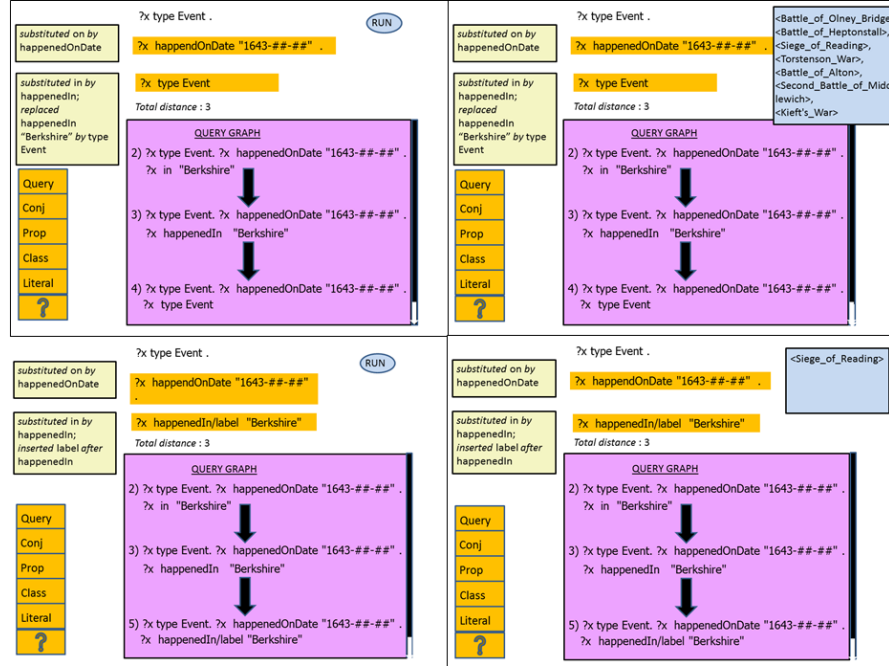 ?x type Event .
RUN
substituted on by
happenedOnDate
?x happendOnDate "1643-##-##" .
substituted in by
happenedIn;
replaced
happenedIn
“Berkshire” by type
Event
?x type Event
Total distance : 3
QUERY GRAPH
2) ?x type Event. ?x happenedOnDate "1643-##-##" .
?x in "Berkshire"
3) ?x type Event. ?x happenedOnDate "1643-##-##" .
?x happenedIn "Berkshire"
4) ?x type Event. ?x happenedOnDate "1643-##-##" .
?x type Event
Query
Conj
Prop
Class
Literal
?
?x type Event .
substituted on by
happenedOnDate
?x happendOnDate "1643-##-##" .
<Battle_of_Olney_Bridge
<Battle_of_Heptonstall>,
<Siege_of_Reading>,
<Torstenson_War>,
<Battle_of_Alton>,
<Second_Battle_of_Midd
lewich>,
<Kieft's_War>
substituted in by
happenedIn;
replaced
happenedIn
“Berkshire” by type
Event
?x type Event
Total distance : 3
QUERY GRAPH
2) ?x type Event. ?x happenedOnDate "1643-##-##" .
?x in "Berkshire"
3) ?x type Event. ?x happenedOnDate "1643-##-##" .
?x happenedIn "Berkshire"
4) ?x type Event. ?x happenedOnDate "1643-##-##" .
?x type Event
Query
Conj
Prop
Class
Literal
?
?x type Event .
RUN
substituted on by
happenedOnDate
?x happendOnDate "1643-##-##"
.
substituted in by
happenedIn;
inserted label after
happenedIn
?x happenedIn/label "Berkshire"
Total distance : 3
QUERY GRAPH
2) ?x type Event. ?x happenedOnDate "1643-##-##" .
?x in "Berkshire"
3) ?x type Event. ?x happenedOnDate "1643-##-##" .
?x happenedIn "Berkshire"
5) ?x type Event. ?x happenedOnDate "1643-##-##" .
?x happenedIn/label "Berkshire"
Query
Conj
Prop
Class
Literal
?
?x type Event .
<Siege_of_Reading>
substituted on by
happenedOnDate
?x happendOnDate "1643-##-##" .
substituted in by
happenedIn;
inserted label after
happenedIn
?x happenedIn/label "Berkshire"
Total distance : 3
QUERY GRAPH
2) ?x type Event. ?x happenedOnDate "1643-##-##" .
?x in "Berkshire"
3) ?x type Event. ?x happenedOnDate "1643-##-##" .
?x happenedIn "Berkshire"
5) ?x type Event. ?x happenedOnDate "1643-##-##" .
?x happenedIn/label "Berkshire"
Query
Conj
Prop
Class
Literal
?